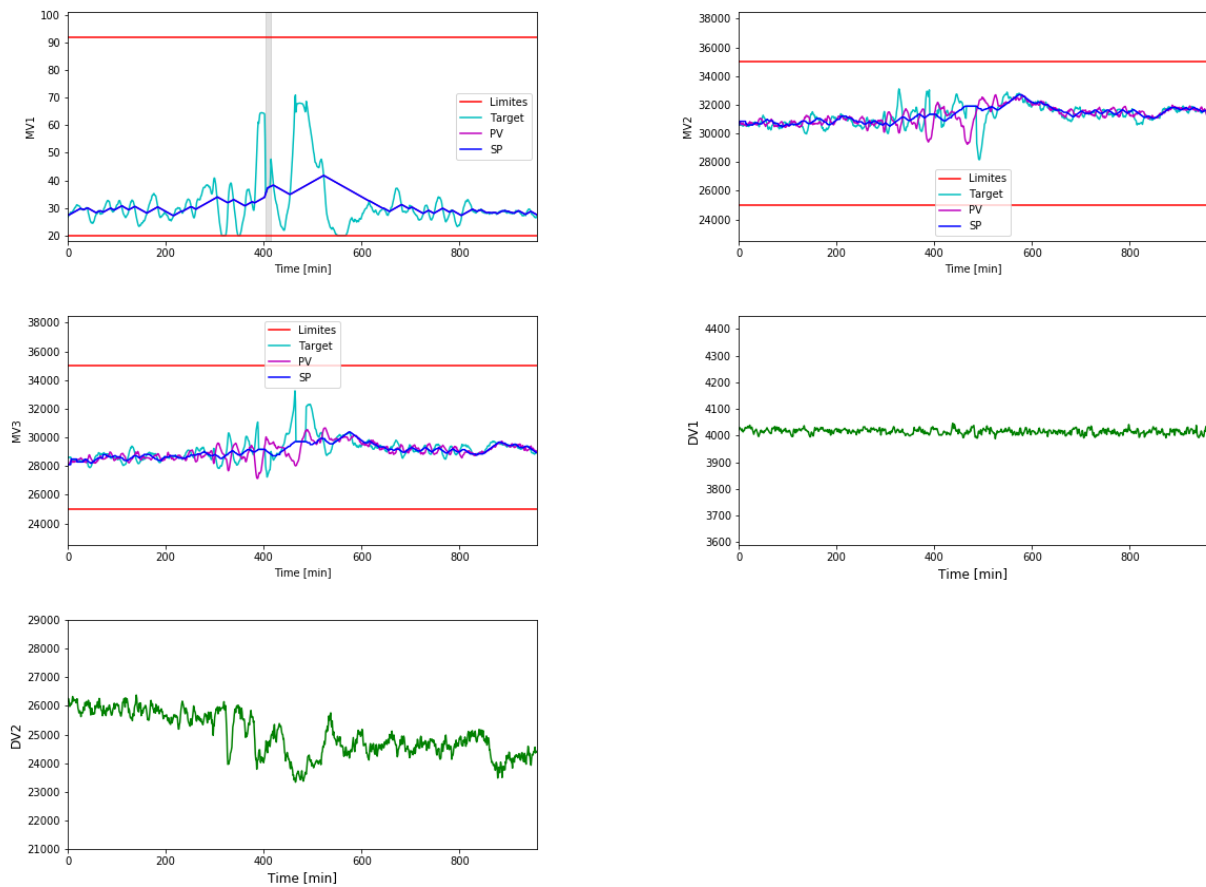 100
90
80
70
60
50
40
30
20
MV1
Limites
Target
PV
SP
0 200 400 600 800
Time [min]
38000
36000
34000
32000
30000
28000
26000
24000
MV2
Limites
Target
PV
SP
0 200 400 600 800
Time [min]
38000
36000
34000
32000
30000
28000
26000
24000
MV3
Limites
Target
PV
SP
0 200 400 600 800
Time [min]
4400
4300
4200
4100
4000
3900
3800
3700
3600
DV1
0 200 400 600 800
Time [min]
29000
28000
27000
26000
25000
24000
23000
22000
21000
DV2
0 200 400 600 800
Time [min]